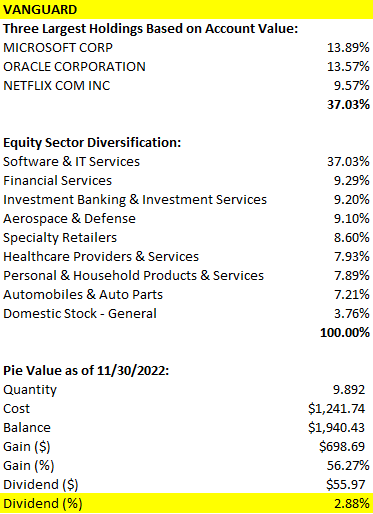 VANGUARD
Three Largest Holdings Based on Account Value:
MICROSOFT CORP 13.89%
ORACLE CORPORATION 13.57%
NETFLIX COM INC 9.57%
37.03%
Equity Sector Diversification:
Software & IT Services 37.03%
Financial Services 9.29%
Investment Banking & Investment Services 9.20%
Aerospace & Defense 9.10%
Specialty Retailers 8.60%
Healthcare Providers & Services 7.93%
Personal & Household Products & Services 7.89%
Automobiles & Auto Parts 7.21%
Domestic Stock - General 3.76%
100.00%
Pie Value as of 11/30/2022:
Quantity 9.892
Cost $1,241.74
Balance $1,940.43
Gain ($) $698.69
Gain (%) 56.27%
Dividend ($) $55.97
Dividend (%) 2.88%